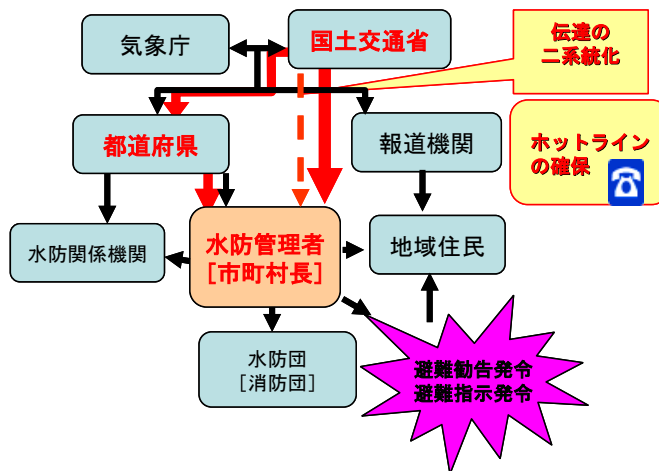 気象庁
国土交通省
伝達の
二系統化
都道府県
報道機関
ホットライン
の確保
水防関係機関
水防管理者
［市町村長］
地域住民
水防団
［消防団］
避難勧告発令
避難指示発令